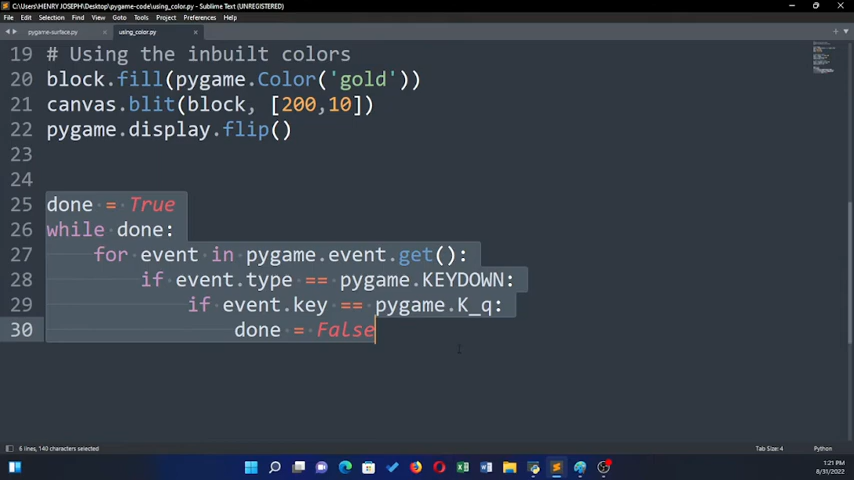 C:\Users\HENRY JOSEPH\Desktop\pygame-code\using_color.py - Sublime Text (UNREGISTERED)
File Edit Selection Find View Goto Tools Project Preferences Help
pygame-surface.py × using_color.py ×
19 # Using the inbuilt colors
20 block.fill(pygame.Color('gold'))
21 canvas.blit(block, [200,10])
22 pygame.display.flip()
23
24
25 done = True
26 while done:
27 for event in pygame.event.get():
28 if event.type == pygame.KEYDOWN:
29 if event.key == pygame.K_q:
30 done = False
6 lines, 140 characters selected Tab Size: 4 Python
1:21 PM
8/31/2022